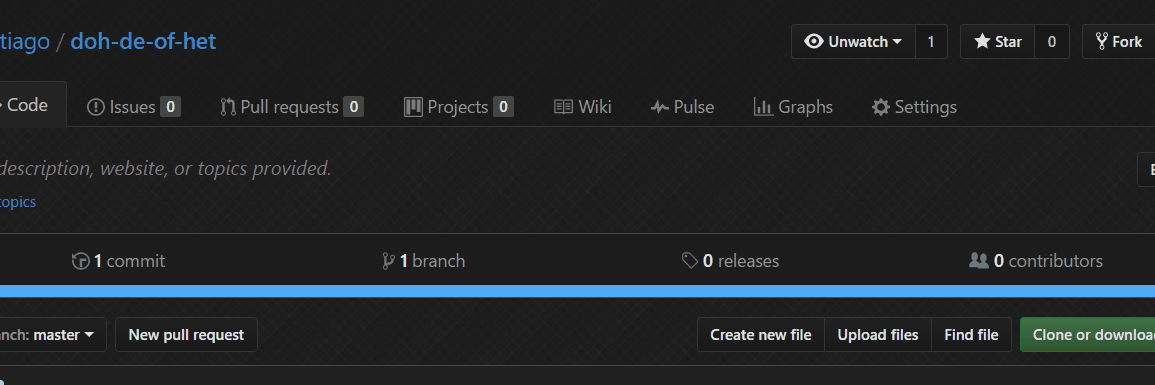 tiago / doh-de-of-het
Unwatch 1 Star 0 Fork
Code Issues 0 Pull requests 0 Projects 0 Wiki Pulse Graphs Settings
description, website, or topics provided.
topics
1 commit 1 branch 0 releases 0 contributors
nch: master New pull request Create new file Upload files Find file Clone or downloa